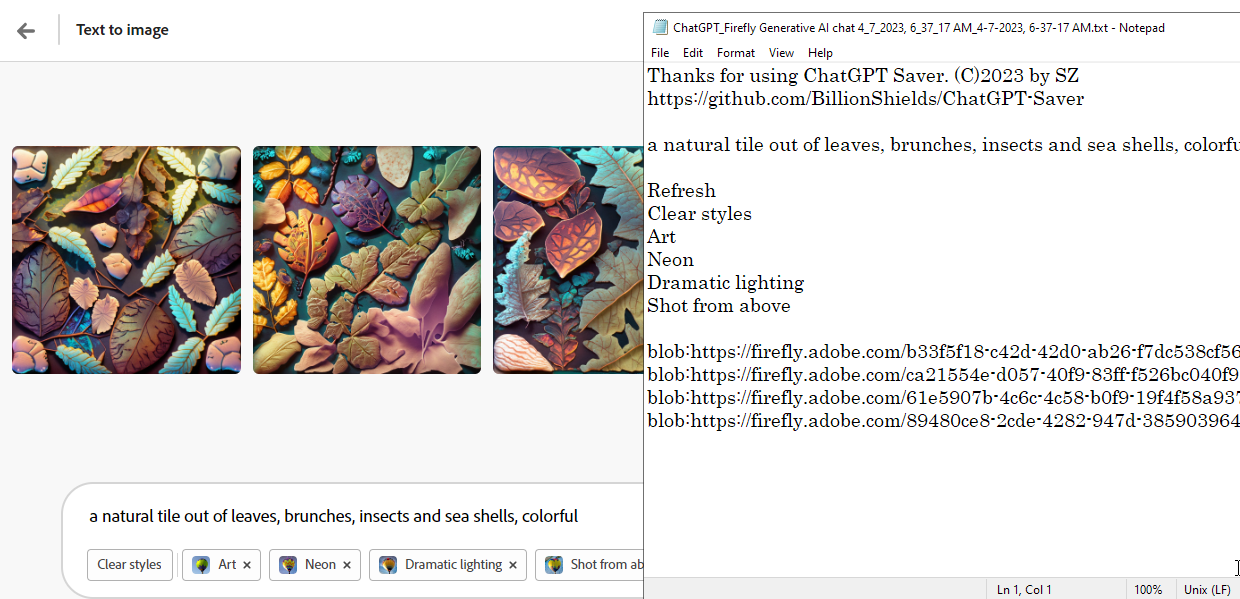 Text to image
a natural tile out of leaves, brunches, insects and sea shells, colorful
Clear styles
Art ×
Neon ×
Dramatic lighting ×
Shot from ab
ChatGPT_Firefly Generative AI chat 4_7_2023, 6_37_17 AM_4-7-2023, 6-37-17 AM.txt - Notepad
File Edit Format View Help
Thanks for using ChatGPT Saver. (C)2023 by SZ
https://github.com/BillionShields/ChatGPT-Saver
a natural tile out of leaves, brunches, insects and sea shells, colorfu
Refresh
Clear styles
Art
Neon
Dramatic lighting
Shot from above
blob:https://firefly.adobe.com/b33f5f18-c42d-42d0-ab26-f7dc538cf56
blob:https://firefly.adobe.com/ca21554e-d057-40f9-83ff-f526bc040f9
blob:https://firefly.adobe.com/61e5907b-4c6c-4c58-b0f9-19f4f58a937
blob:https://firefly.adobe.com/89480ce8-2cde-4282-947d-385903964
Ln 1, Col 1
100%
Unix (LF)